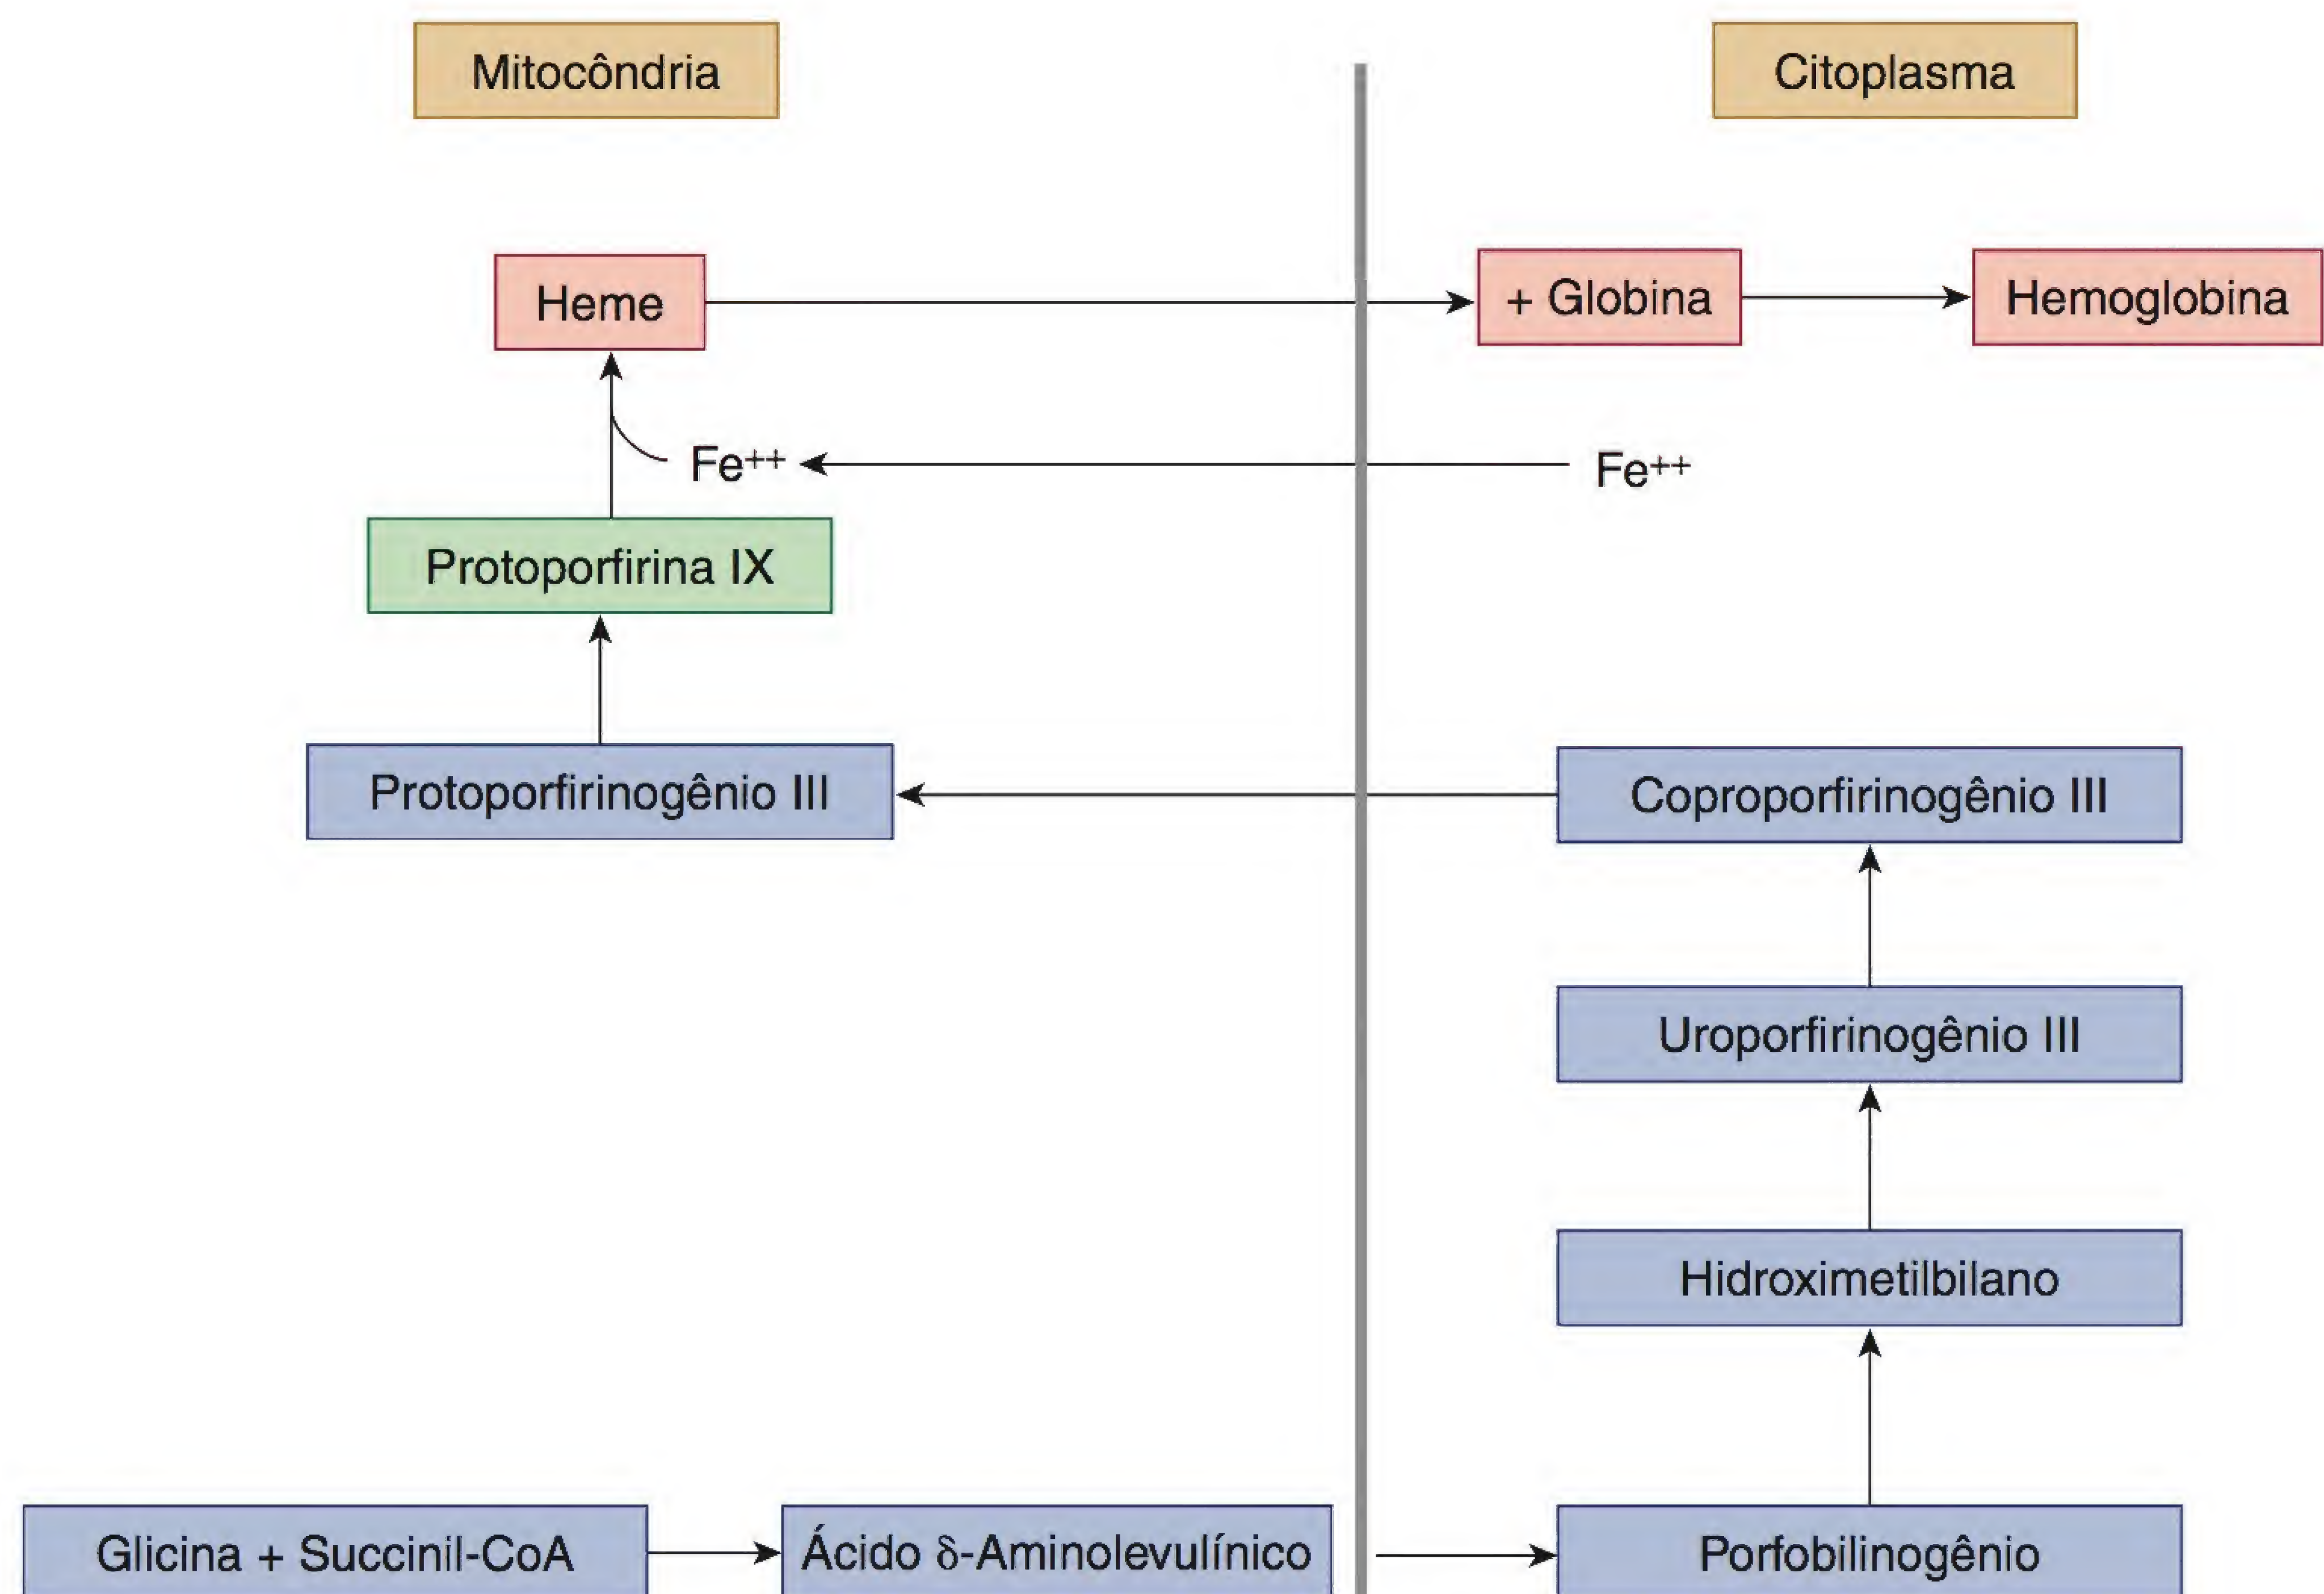 Mitocôndria
Citoplasma
Heme
+ Globina
Hemoglobina
Fe++
Fe++
Protoporfirina IX
Protoporfirinogênio III
Coproporfirinogênio III
Uroporfirinogênio III
Hidroximetilbilano
Glicina + Succinil-CoA
Ácido δ-Aminolevulínico
Porfobilinogênio